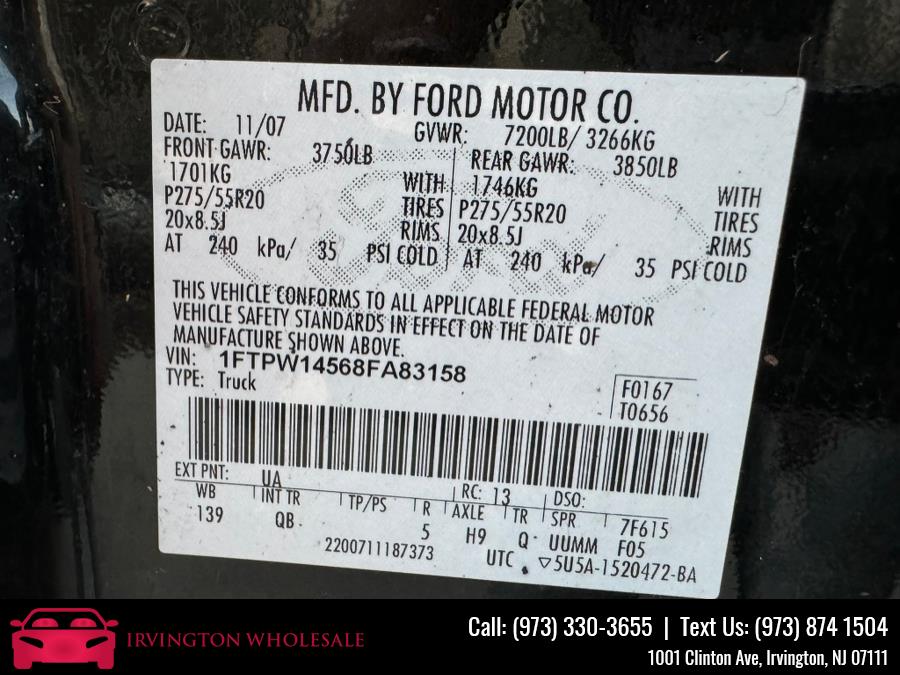 MFD. BY FORD MOTOR CO.
DATE: 11/07 GVWR: 7200LB/ 3266KG
FRONT GAWR: 3750LB REAR GAWR: 3850LB
1701KG WITH 1746KG WITH
P275/55R20 TIRES P275/55R20 TIRES
20x8.5J RIMS 20x8.5J RIMS
AT 240 kPa/ 35 PSI COLD AT 240 kPa/ 35 PSI COLD
THIS VEHICLE CONFORMS TO ALL APPLICABLE FEDERAL MOTOR
VEHICLE SAFETY STANDARDS IN EFFECT ON THE DATE OF
MANUFACTURE SHOWN ABOVE.
VIN: 1FTPW14568FA83158
TYPE: Truck
F0167
T0656
EXT PNT: UA RC: 13 DSO:
WB INT TR TP/PS R AXLE TR SPR 7F615
139 QB 5 H9 Q UUMM F05
2200711187373 UTC ▽5U5A-1520472-BA
IRVINGTON WHOLESALE
Call: (973) 330-3655 | Text Us: (973) 874 1504
1001 Clinton Ave, Irvington, NJ 07111